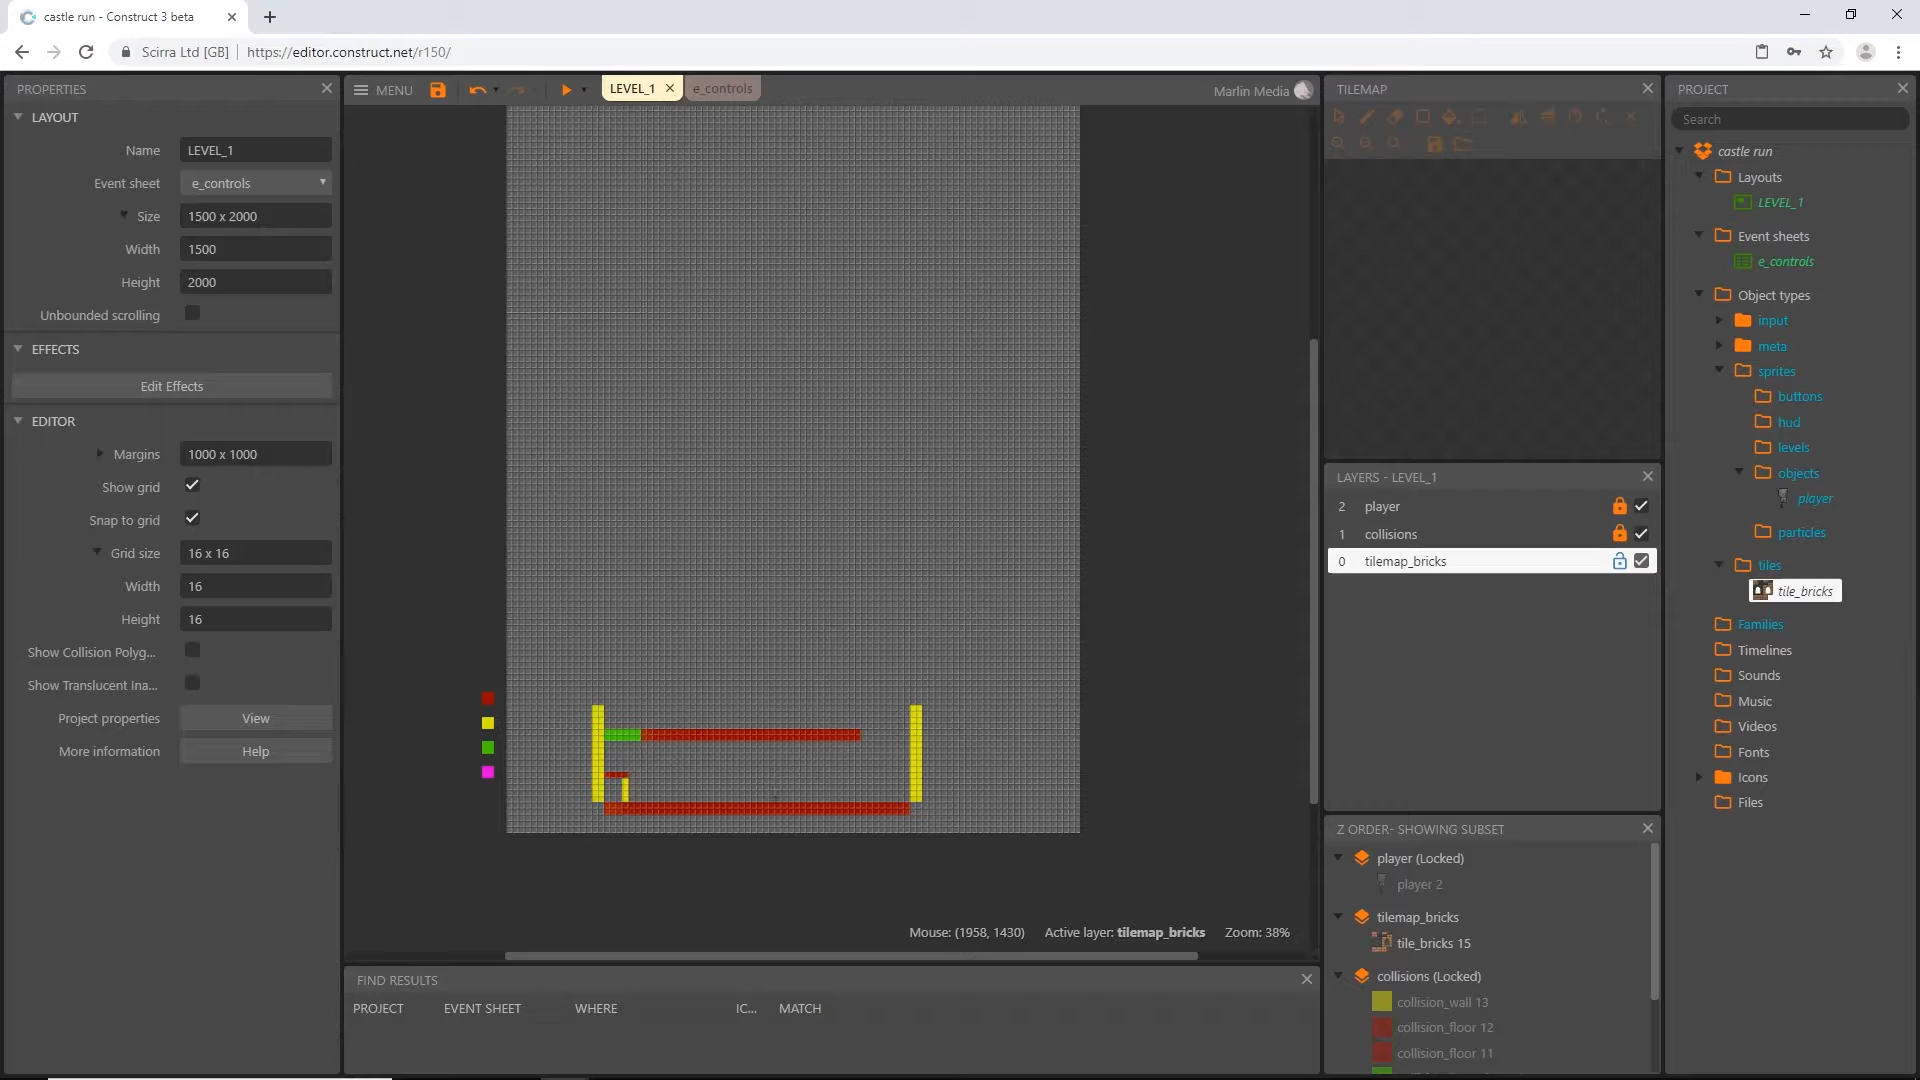 castle run - Construct 3 beta
Scirra Ltd [GB]
https://editor.construct.net/r150/
PROPERTIES
LAYOUT
Name LEVEL_1
Event sheet e_controls
Size 1500 x 2000
Width 1500
Height 2000
Unbounded scrolling
EFFECTS
Edit Effects
EDITOR
Margins 1000 x 1000
Show grid
Snap to grid
Grid size 16 x 16
Width 16
Height 16
Show Collision Polyg...
Show Translucent Ina...
Project properties View
More information Help
MENU
LEVEL_1
e_controls
Marlin Media
Mouse: (1958, 1430) Active layer: tilemap_bricks Zoom: 38%
FIND RESULTS
PROJECT EVENT SHEET WHERE IC... MATCH
TILEMAP
LAYERS - LEVEL_1
2 player
1 collisions
0 tilemap_bricks
Z ORDER- SHOWING SUBSET
player (Locked)
player 2
tilemap_bricks
tile_bricks 15
collisions (Locked)
collision_wall 13
collision_floor 12
collision_floor 11
PROJECT
Search
castle run
Layouts
LEVEL_1
Event sheets
e_controls
Object types
input
meta
sprites
buttons
hud
levels
objects
player
particles
tiles
tile_bricks
Families
Timelines
Sounds
Music
Videos
Fonts
Icons
Files